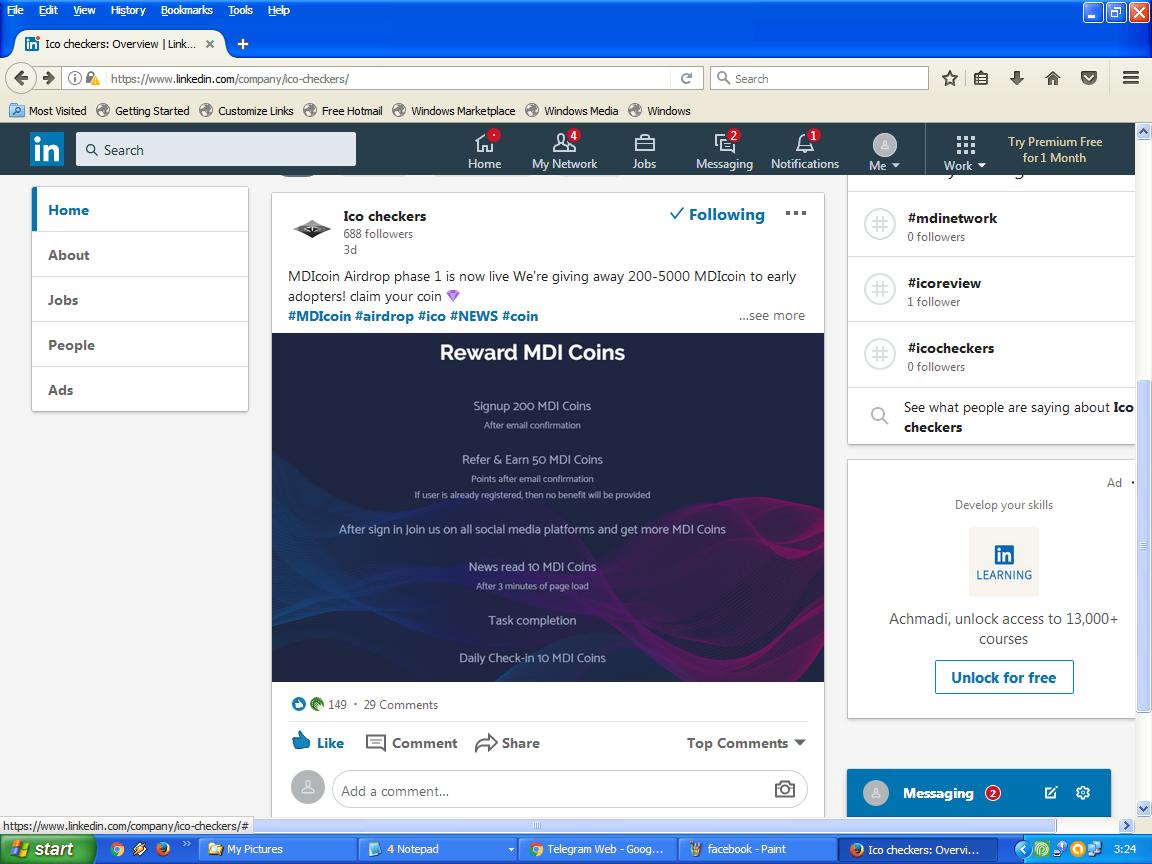 File Edit View History Bookmarks Tools Help
Ico checkers: Overview | Link...
https://www.linkedin.com/company/ico-checkers/
Search
Most Visited Getting Started Customize Links Free Hotmail Windows Marketplace Windows Media Windows
in Search
4 2 1
Home My Network Jobs Messaging Notifications Me Work
Try Premium Free
for 1 Month
Home
About
Jobs
People
Ads
Ico checkers
688 followers
3d
Following
MDIcoin Airdrop phase 1 is now live We're giving away 200-5000 MDIcoin to early
adopters! claim your coin
#MDIcoin #airdrop #ico #NEWS #coin
...see more
Reward MDI Coins
Signup 200 MDI Coins
After email confirmation
Refer & Earn 50 MDI Coins
Points after email confirmation
If user is already registered, then no benefit will be provided
After sign in Join us on all social media platforms and get more MDI Coins
News read 10 MDI Coins
After 3 minutes of page load
Task completion
Daily Check-in 10 MDI Coins
149 · 29 Comments
Like Comment Share Top Comments
Add a comment...
#mdinetwork
0 followers
#icoreview
1 follower
#icocheckers
0 followers
See what people are saying about Ico
checkers
Ad
Develop your skills
in
LEARNING
Achmadi, unlock access to 13,000+
courses
Unlock for free
Messaging 2
https://www.linkedin.com/company/ico-checkers/#
start My Pictures 4 Notepad Telegram Web - Goog... facebook - Paint Ico checkers: Overvi... 3:24